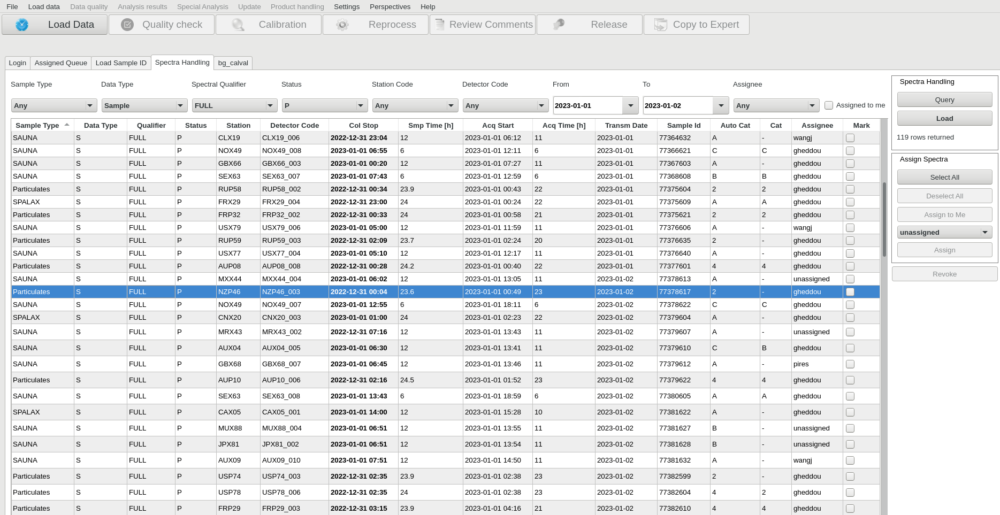 File Load data Data quality Analysis results Special Analysis Update Product handling Settings Perspectives Help
Load Data Quality check Calibration Reprocess Review Comments Release Copy to Expert
Login Assigned Queue Load Sample ID Spectra Handling bg_calval
Sample Type Data Type Spectral Qualifier Status Station Code Detector Code From To Assignee
Any Sample FULL P Any Any 2023-01-01 2023-01-02 Any Assigned to me
Sample Type Data Type Qualifier Status Station Detector Code Col Stop Smp Time [h] Acq Start Acq Time [h] Transm Date Sample Id Auto Cat Cat Assignee Mark
SAUNA S FULL P CLX19 CLX19_006 2022-12-31 23:04 12 2023-01-01 06:12 11 2023-01-01 77364632 A - wangj
SAUNA S FULL P NOX49 NOX49_008 2023-01-01 06:55 6 2023-01-01 12:11 6 2023-01-01 77366621 C C gheddou
SAUNA S FULL P GBX66 GBX66_003 2023-01-01 00:20 12 2023-01-01 07:27 11 2023-01-01 77367603 A - gheddou
SAUNA S FULL P SEX63 SEX63_007 2023-01-01 07:43 6 2023-01-01 12:59 6 2023-01-01 77368608 B B gheddou
Particulates S FULL P RUP58 RUP58_002 2022-12-31 00:34 23.9 2023-01-01 00:43 22 2023-01-01 77375604 2 2 gheddou
SPALAX S FULL P FRX29 FRX29_004 2022-12-31 23:00 24 2023-01-01 00:24 22 2023-01-01 77375609 A A gheddou
Particulates S FULL P FRP32 FRP32_002 2022-12-31 00:33 24 2023-01-01 00:58 21 2023-01-01 77375621 2 2 gheddou
SAUNA S FULL P USX79 USX79_006 2023-01-01 05:00 12 2023-01-01 11:59 11 2023-01-01 77376606 A - wangj
Particulates S FULL P RUP59 RUP59_003 2022-12-31 02:09 23.7 2023-01-01 02:24 20 2023-01-01 77376635 2 - gheddou
SAUNA S FULL P USX77 USX77_004 2023-01-01 05:10 12 2023-01-01 12:17 11 2023-01-01 77376640 A - gheddou
Particulates S FULL P AUP08 AUP08_008 2022-12-31 00:28 24.2 2023-01-01 00:40 22 2023-01-01 77377601 4 4 gheddou
SAUNA S FULL P MXX44 MXX44_004 2023-01-01 06:02 12 2023-01-01 13:05 11 2023-01-02 77378613 A - unassigned
Particulates S FULL P NZP46 NZP46_003 2022-12-31 00:04 23.6 2023-01-01 00:49 23 2023-01-02 77378617 2 - gheddou
SAUNA S FULL P NOX49 NOX49_007 2023-01-01 12:55 6 2023-01-01 18:11 6 2023-01-02 77378622 C C gheddou
SPALAX S FULL P CNX20 CNX20_003 2023-01-01 01:00 24 2023-01-01 02:23 22 2023-01-02 77379604 A - gheddou
SAUNA S FULL P MRX43 MRX43_002 2022-12-31 07:16 12 2023-01-01 13:43 11 2023-01-02 77379607 A - unassigned
SAUNA S FULL P AUX04 AUX04_005 2023-01-01 06:30 12 2023-01-01 13:41 11 2023-01-02 77379610 C B gheddou
SAUNA S FULL P GBX68 GBX68_007 2023-01-01 06:45 12 2023-01-01 13:46 11 2023-01-02 77379612 A - pires
Particulates S FULL P AUP10 AUP10_006 2022-12-31 02:16 24.5 2023-01-01 01:52 23 2023-01-02 77379622 4 4 gheddou
SAUNA S FULL P SEX63 SEX63_008 2023-01-01 13:43 6 2023-01-01 18:59 6 2023-01-02 77380605 A A gheddou
SPALAX S FULL P CAX05 CAX05_001 2023-01-01 14:00 12 2023-01-01 15:28 10 2023-01-02 77381622 A - gheddou
SAUNA S FULL P MUX88 MUX88_004 2023-01-01 06:51 12 2023-01-01 13:55 11 2023-01-02 77381627 B - unassigned
SAUNA S FULL P JPX81 JPX81_002 2023-01-01 06:51 12 2023-01-01 13:54 11 2023-01-02 77381628 B - unassigned
SAUNA S FULL P AUX09 AUX09_010 2023-01-01 07:51 12 2023-01-01 14:50 11 2023-01-02 77381632 A - wangj
Particulates S FULL P USP74 USP74_003 2022-12-31 02:35 23.9 2023-01-01 02:38 23 2023-01-02 77382599 2 - gheddou
Particulates S FULL P USP78 USP78_006 2022-12-31 02:35 24 2023-01-01 02:38 23 2023-01-02 77382604 4 2 gheddou
Particulates S FULL P FRP29 FRP29_003 2022-12-31 03:15 23.9 2023-01-01 04:16 21 2023-01-02 77382610 4 4 gheddou
Spectra Handling
Query
Load
119 rows returned
Assign Spectra
Select All
Deselect All
Assign to Me
unassigned
Assign
Revoke